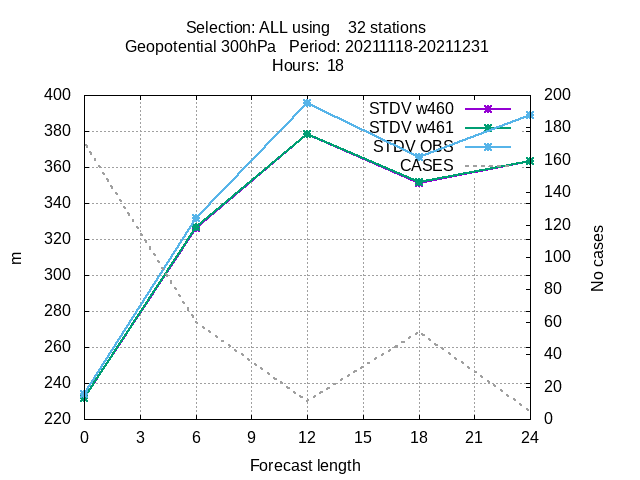 Selection: ALL using 32 stations
Geopotential 300hPa Period: 20211118-20211231
Hours: 18
400 200
STDV w460
380 180
STDV w461
STDV OBS
360 160
CASES
340 140
320 120
300 100
280 80
260 60
240 40
20
220 0
m
No cases
0 3 6 9 12 15 18 21 24
Forecast length